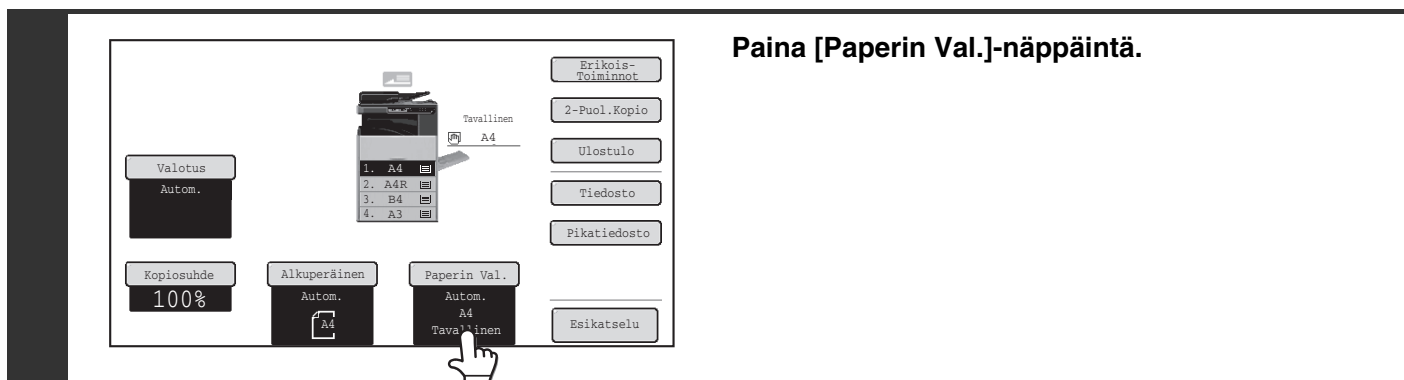 Paina [Paperin Val.]-näppäintä.
Erikois-
Toiminnot
2-Puol.Kopio
Ulostulo
Tiedosto
Pikatiedosto
Esikatselu
Tavallinen
A4
1. A4
2. A4R
3. B4
4. A3
Valotus
Autom.
Kopiosuhde
100%
Alkuperäinen
Autom.
A4
Paperin Val.
Autom.
A4
Tavallinen